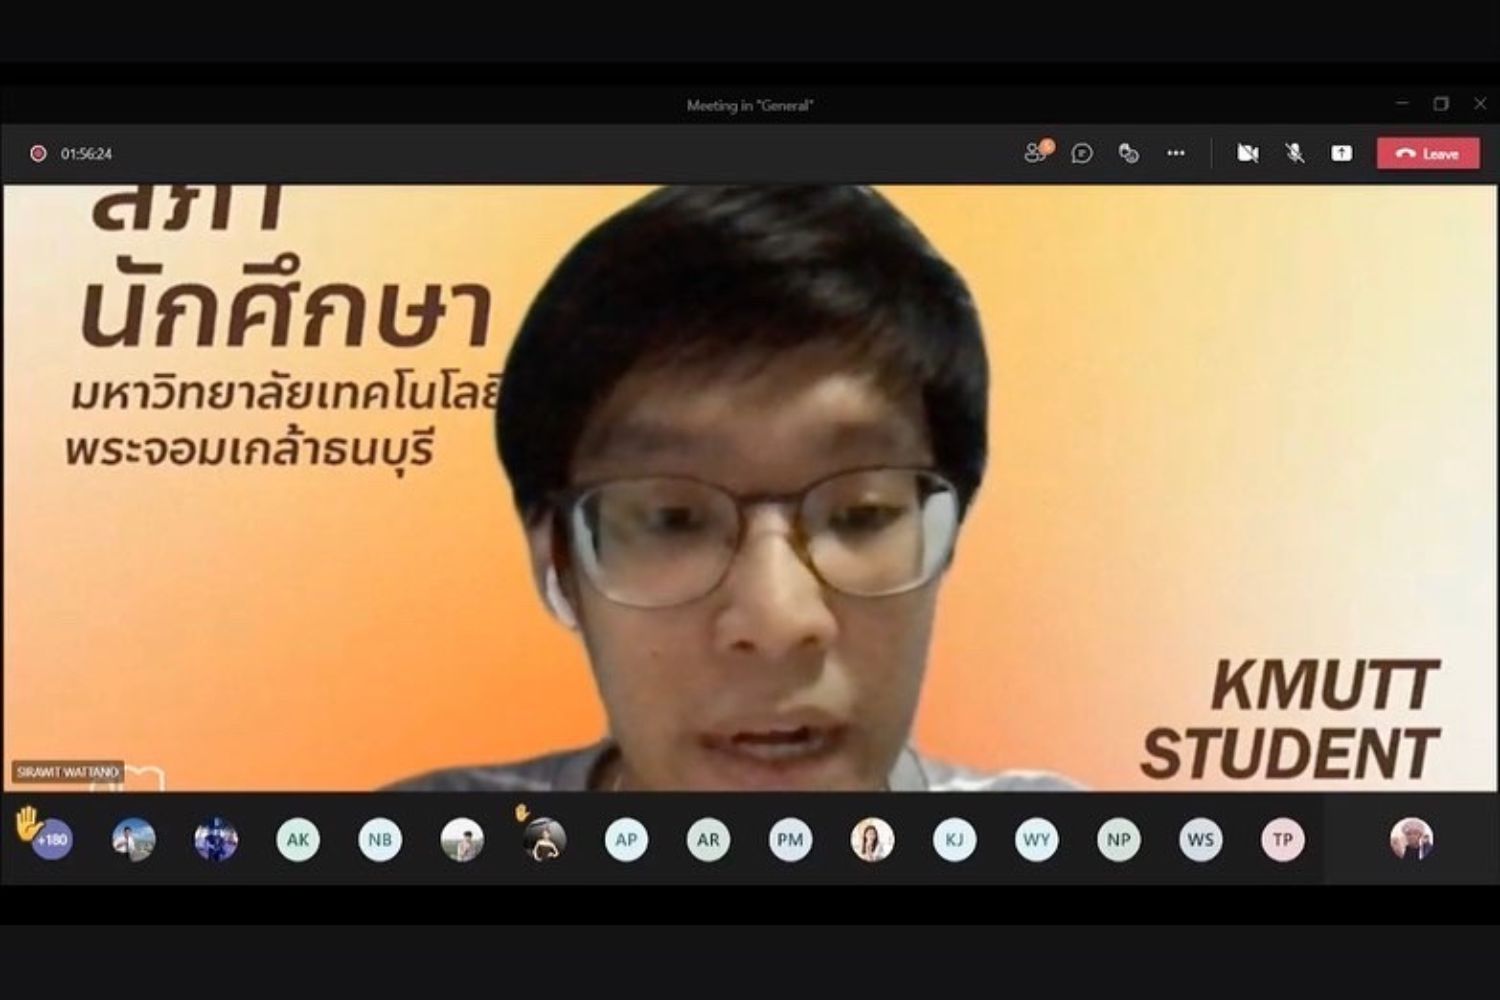 Meeting in "General"
01:56:24
Leave
สภา
นักศึกษา
มหาวิทยาลัยเทคโนโลยี
พระจอมเกล้าธนบุรี
KMUTT
STUDENT
SIRAWIT WATTANO
+180
AK
NB
AP
AR
PM
KJ
WY
NP
WS
TP